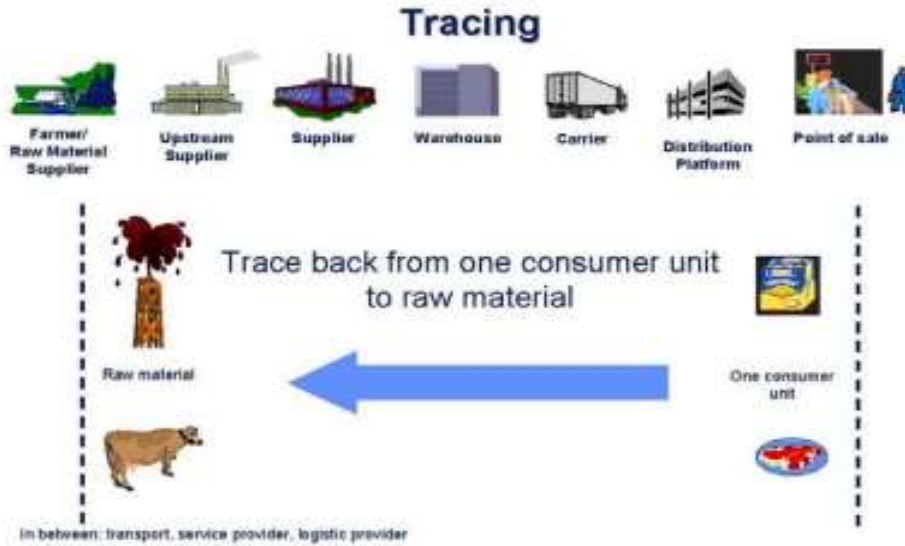 Tracing
Farmer/
Raw Material
Supplier
Upstream
Supplier
Supplier
Warehouse
Carrier
Distribution
Platform
Point of sale
Trace back from one consumer unit
to raw material
Raw material
One consumer
unit
In between: transport, service provider, logistic provider